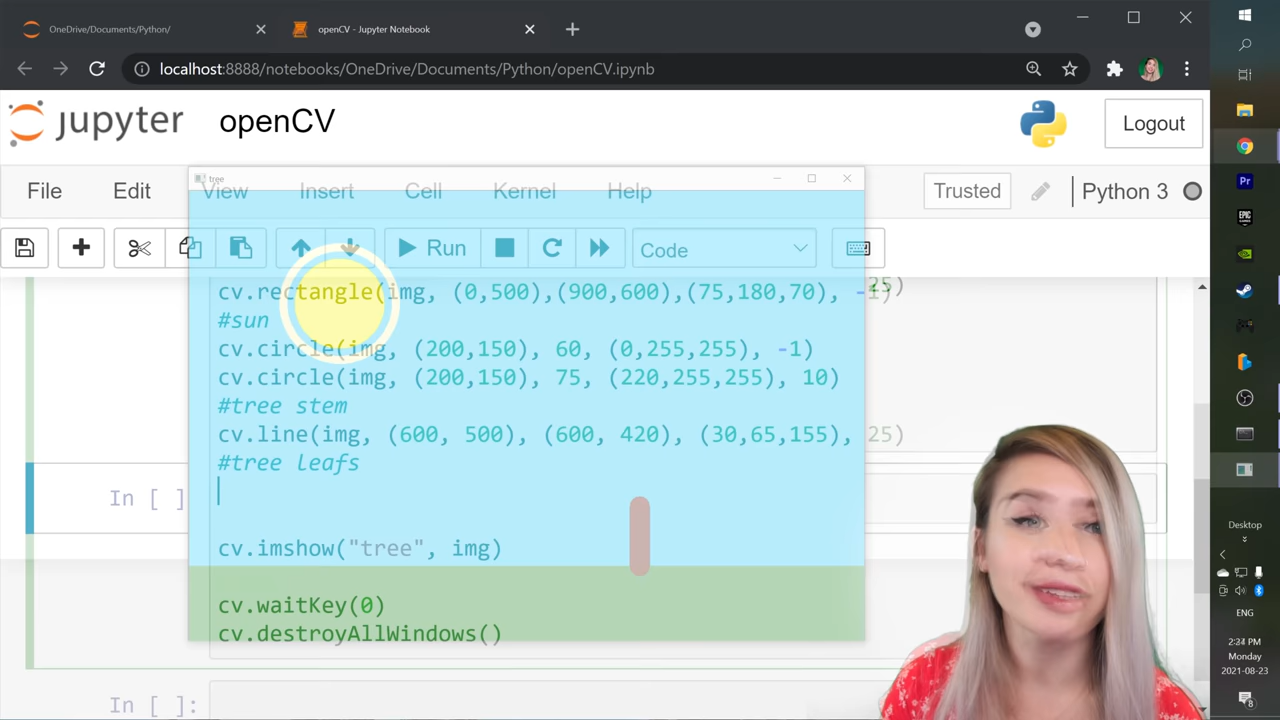 OneDrive/Documents/Python/
openCV - Jupyter Notebook
localhost:8888/notebooks/OneDrive/Documents/Python/openCV.ipynb
jupyter openCV
Logout
tree
File Edit View Insert Cell Kernel Help
Trusted
Python 3
Run
Code
cv.rectangle(img, (0,500),(900,600),(75,180,70), -1)
25)
#sun
cv.circle(img, (200,150), 60, (0,255,255), -1)
cv.circle(img, (200,150), 75, (220,255,255), 10)
#tree stem
cv.line(img, (600, 500), (600, 420), (30,65,155), 25)
#tree leafs
In [ ]
cv.imshow("tree", img)
cv.waitKey(0)
cv.destroyAllWindows()
In [ ]:
Pr
EPIC
Desktop
ENG
2:24 PM
Monday
2021-08-23
8